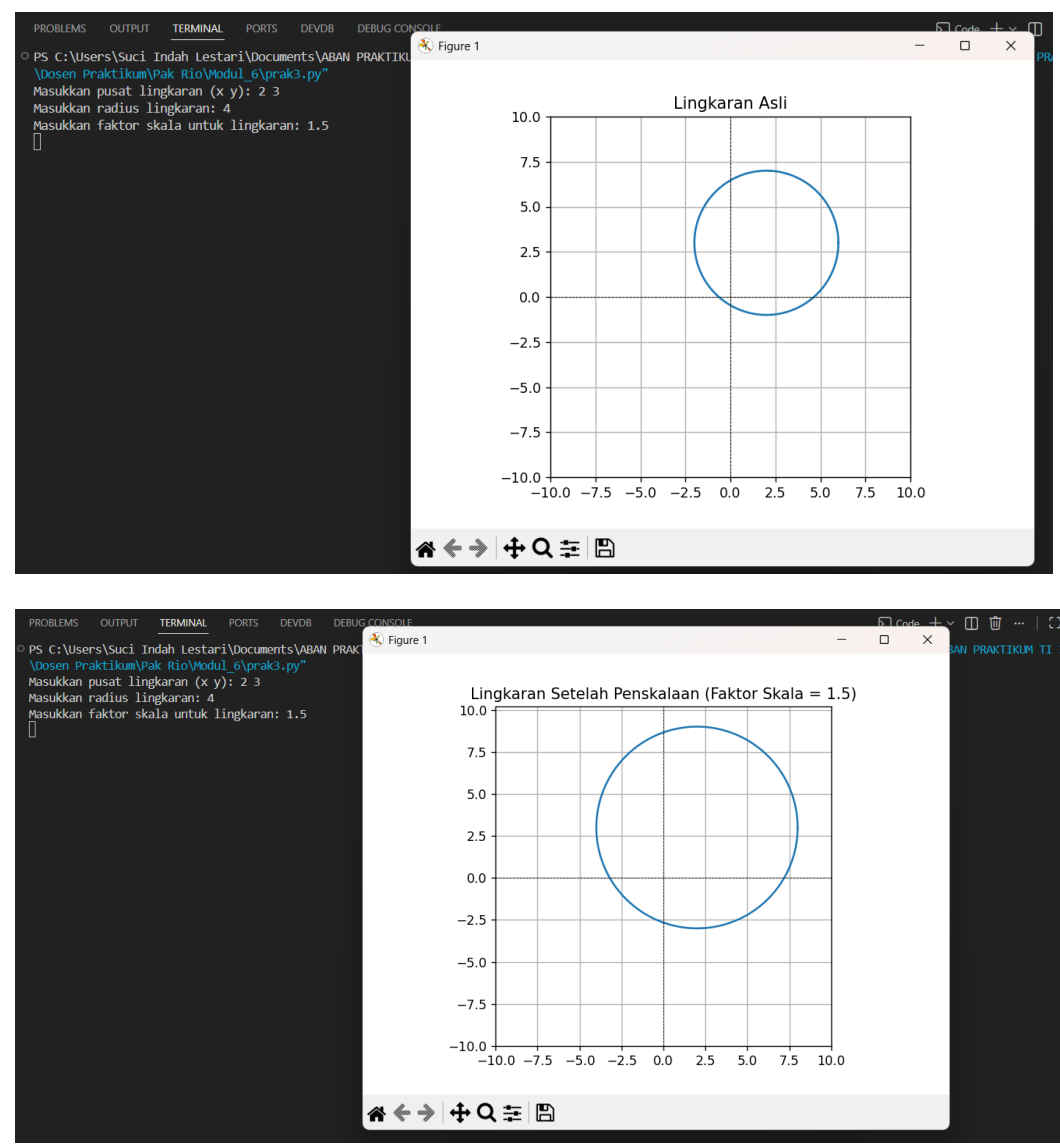 PROBLEMS OUTPUT TERMINAL PORTS DEVDB DEBUG CONSOLE
Code
PS C:\Users\Suci Indah Lestari\Documents\ABAN PRAKTIKU
\Dosen Praktikum\Pak Rio\Modul_6\prak3.py"
Masukkan pusat lingkaran (x y): 2 3
Masukkan radius lingkaran: 4
Masukkan faktor skala untuk lingkaran: 1.5
Figure 1
Lingkaran Asli
10.0
7.5
5.0
2.5
0.0
−2.5
−5.0
−7.5
−10.0
−10.0 −7.5 −5.0 −2.5 0.0 2.5 5.0 7.5 10.0
PROBLEMS OUTPUT TERMINAL PORTS DEVDB DEBUG CONSOLE
Code
PS C:\Users\Suci Indah Lestari\Documents\ABAN PRAK
BAN PRAKTIKUM TI
\Dosen Praktikum\Pak Rio\Modul_6\prak3.py"
Masukkan pusat lingkaran (x y): 2 3
Masukkan radius lingkaran: 4
Masukkan faktor skala untuk lingkaran: 1.5
Figure 1
Lingkaran Setelah Penskalaan (Faktor Skala = 1.5)
10.0
7.5
5.0
2.5
0.0
−2.5
−5.0
−7.5
−10.0
−10.0 −7.5 −5.0 −2.5 0.0 2.5 5.0 7.5 10.0